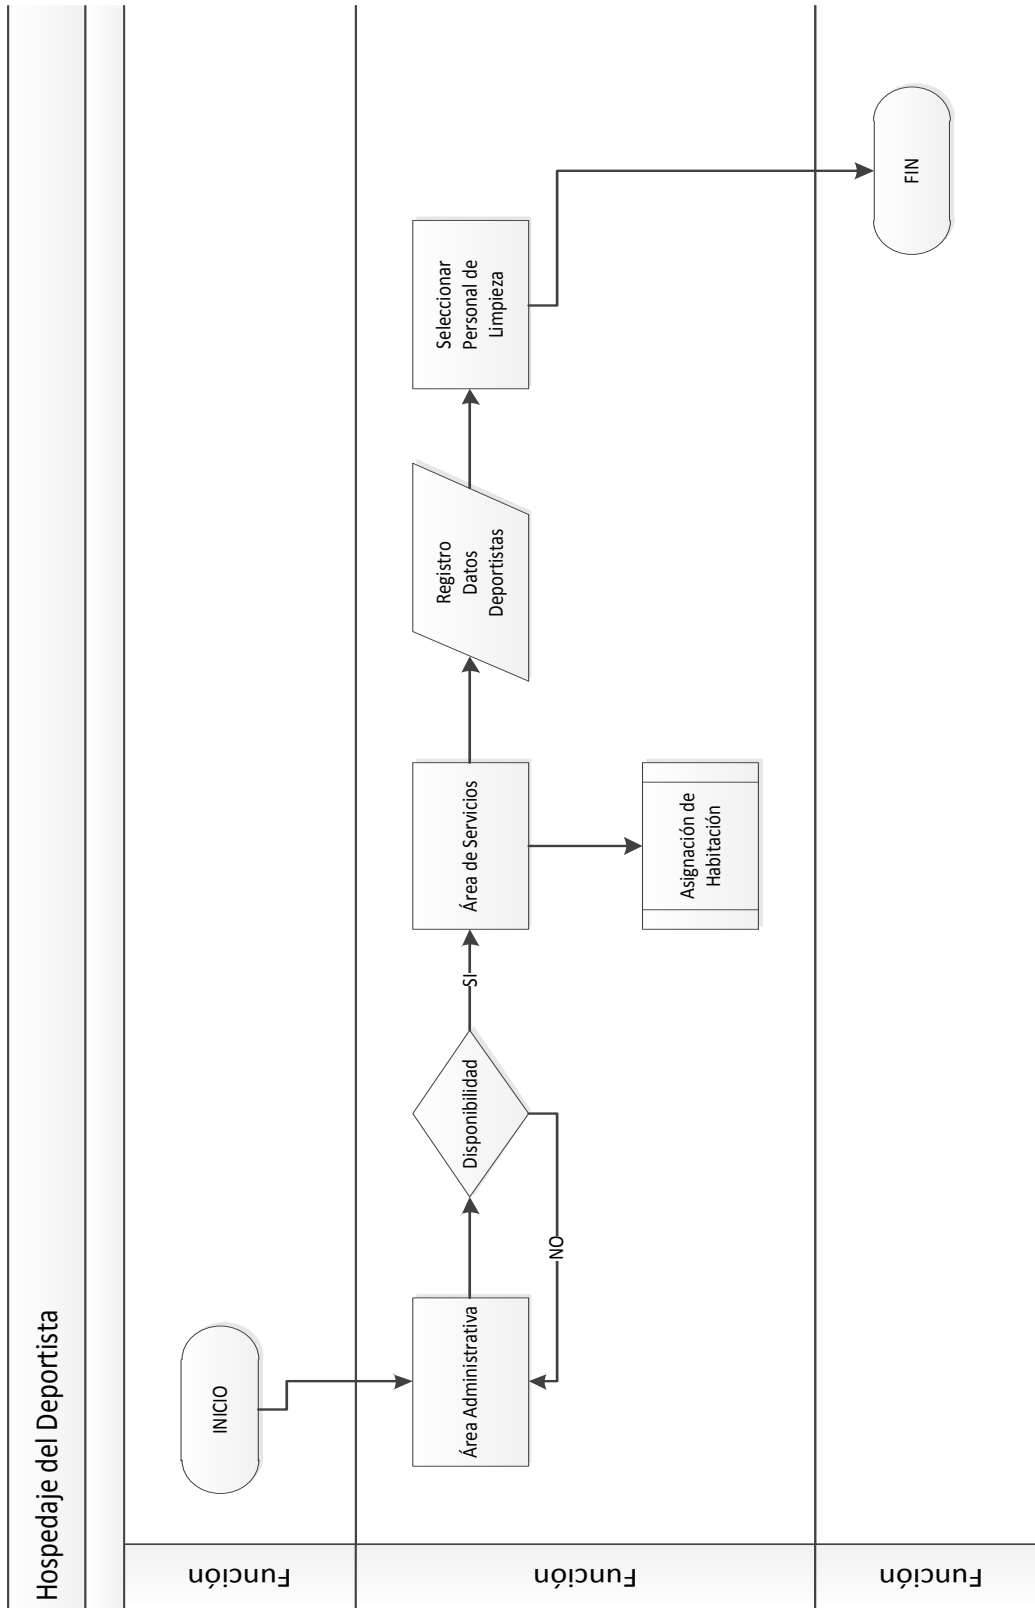 Hospedaje del Deportista
Función
INICIO
Función
Área Administrativa
Disponibilidad
NO
SI
Área de Servicios
Asignación de
Habitación
Registro
Datos
Deportistas
Seleccionar
Personal de
Limpieza
Función
FIN